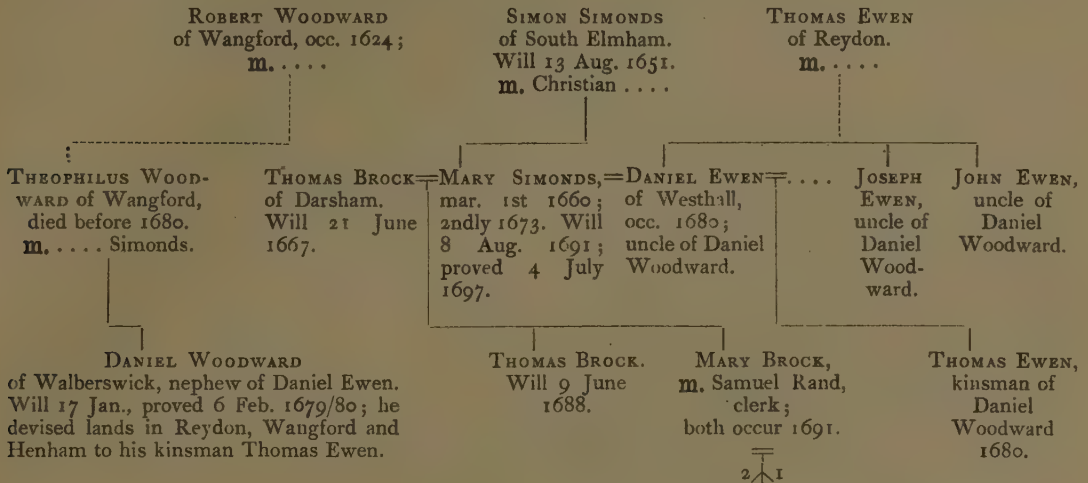 ROBERT WOODWARD
of Wangford, occ. 1624;
m. . . . .
SIMON SIMONDS
of South Elmham.
Will 13 Aug. 1651.
m. Christian . . . .
THOMAS EWEN
of Reydon.
m. . . . .
THEOPHILUS WOOD-
WARD of Wangford,
died before 1680.
m. . . . . Simonds.
THOMAS BROCK
of Darsham.
Will 21 June
1667.
MARY SIMONDS,
mar. 1st 1660;
2ndly 1673. Will
8 Aug. 1691;
proved 4 July
1697.
DANIEL EWEN
of Westhall,
occ. 1680;
uncle of Daniel
Woodward.
. . . .
JOSEPH
EWEN,
uncle of
Daniel
Wood-
ward.
JOHN EWEN,
uncle of
Daniel
Woodward.
DANIEL WOODWARD
of Walberswick, nephew of Daniel Ewen.
Will 17 Jan., proved 6 Feb. 1679/80; he
devised lands in Reydon, Wangford and
Henham to his kinsman Thomas Ewen.
THOMAS BROCK.
Will 9 June
1688.
MARY BROCK,
m. Samuel Rand,
clerk;
both occur 1691.
2 1
THOMAS EWEN,
kinsman of
Daniel
Woodward
1680.